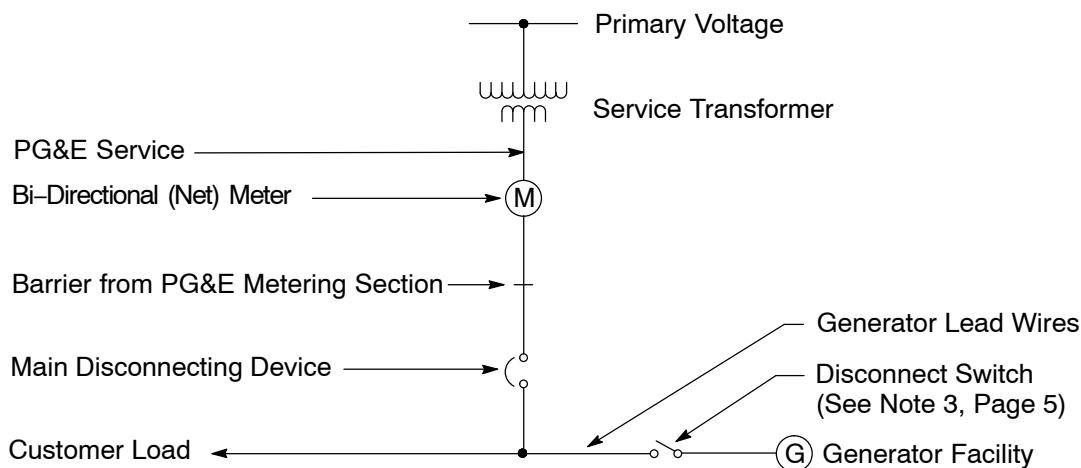 Primary Voltage
Service Transformer
PG&E Service
Bi–Directional (Net) Meter
M
Barrier from PG&E Metering Section
Generator Lead Wires
Main Disconnecting Device
Disconnect Switch
(See Note 3, Page 5)
Customer Load
G
Generator Facility